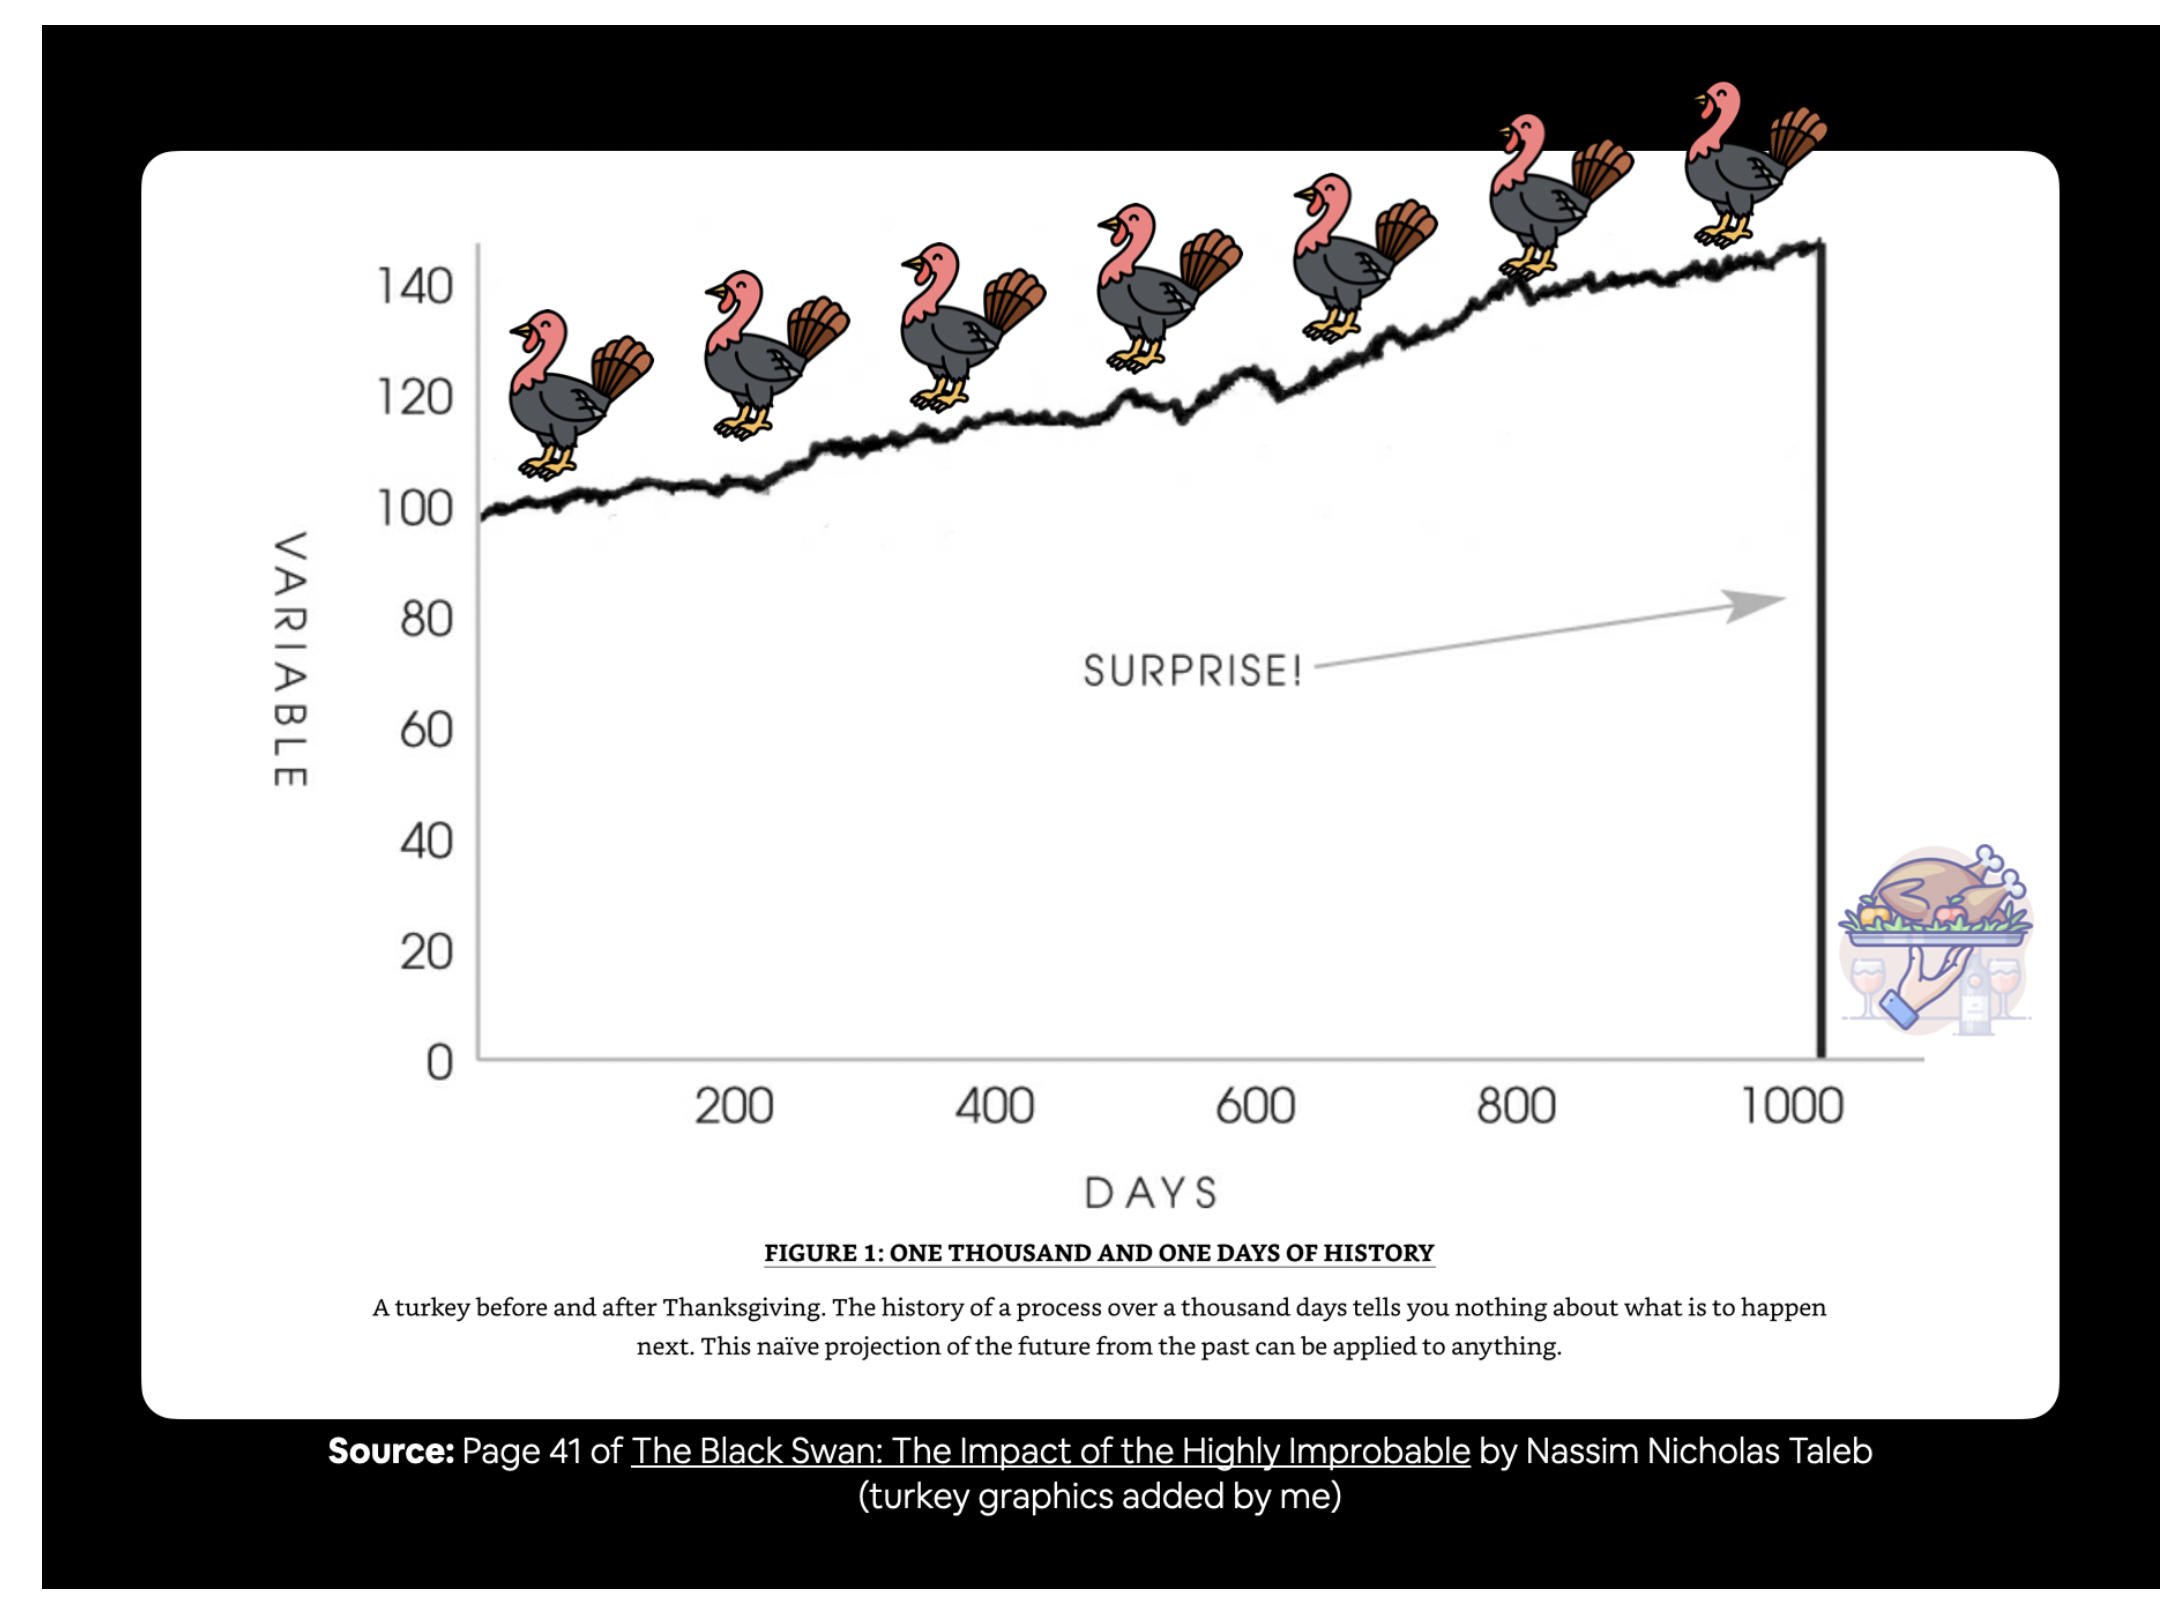 140
120
100
80
60
40
20
0
VARIABLE
SURPRISE!
200 400 600 800 1000
DAYS
FIGURE 1: ONE THOUSAND AND ONE DAYS OF HISTORY
A turkey before and after Thanksgiving. The history of a process over a thousand days tells you nothing about what is to happen
next. This naïve projection of the future from the past can be applied to anything.
Source: Page 41 of The Black Swan: The Impact of the Highly Improbable by Nassim Nicholas Taleb
(turkey graphics added by me)